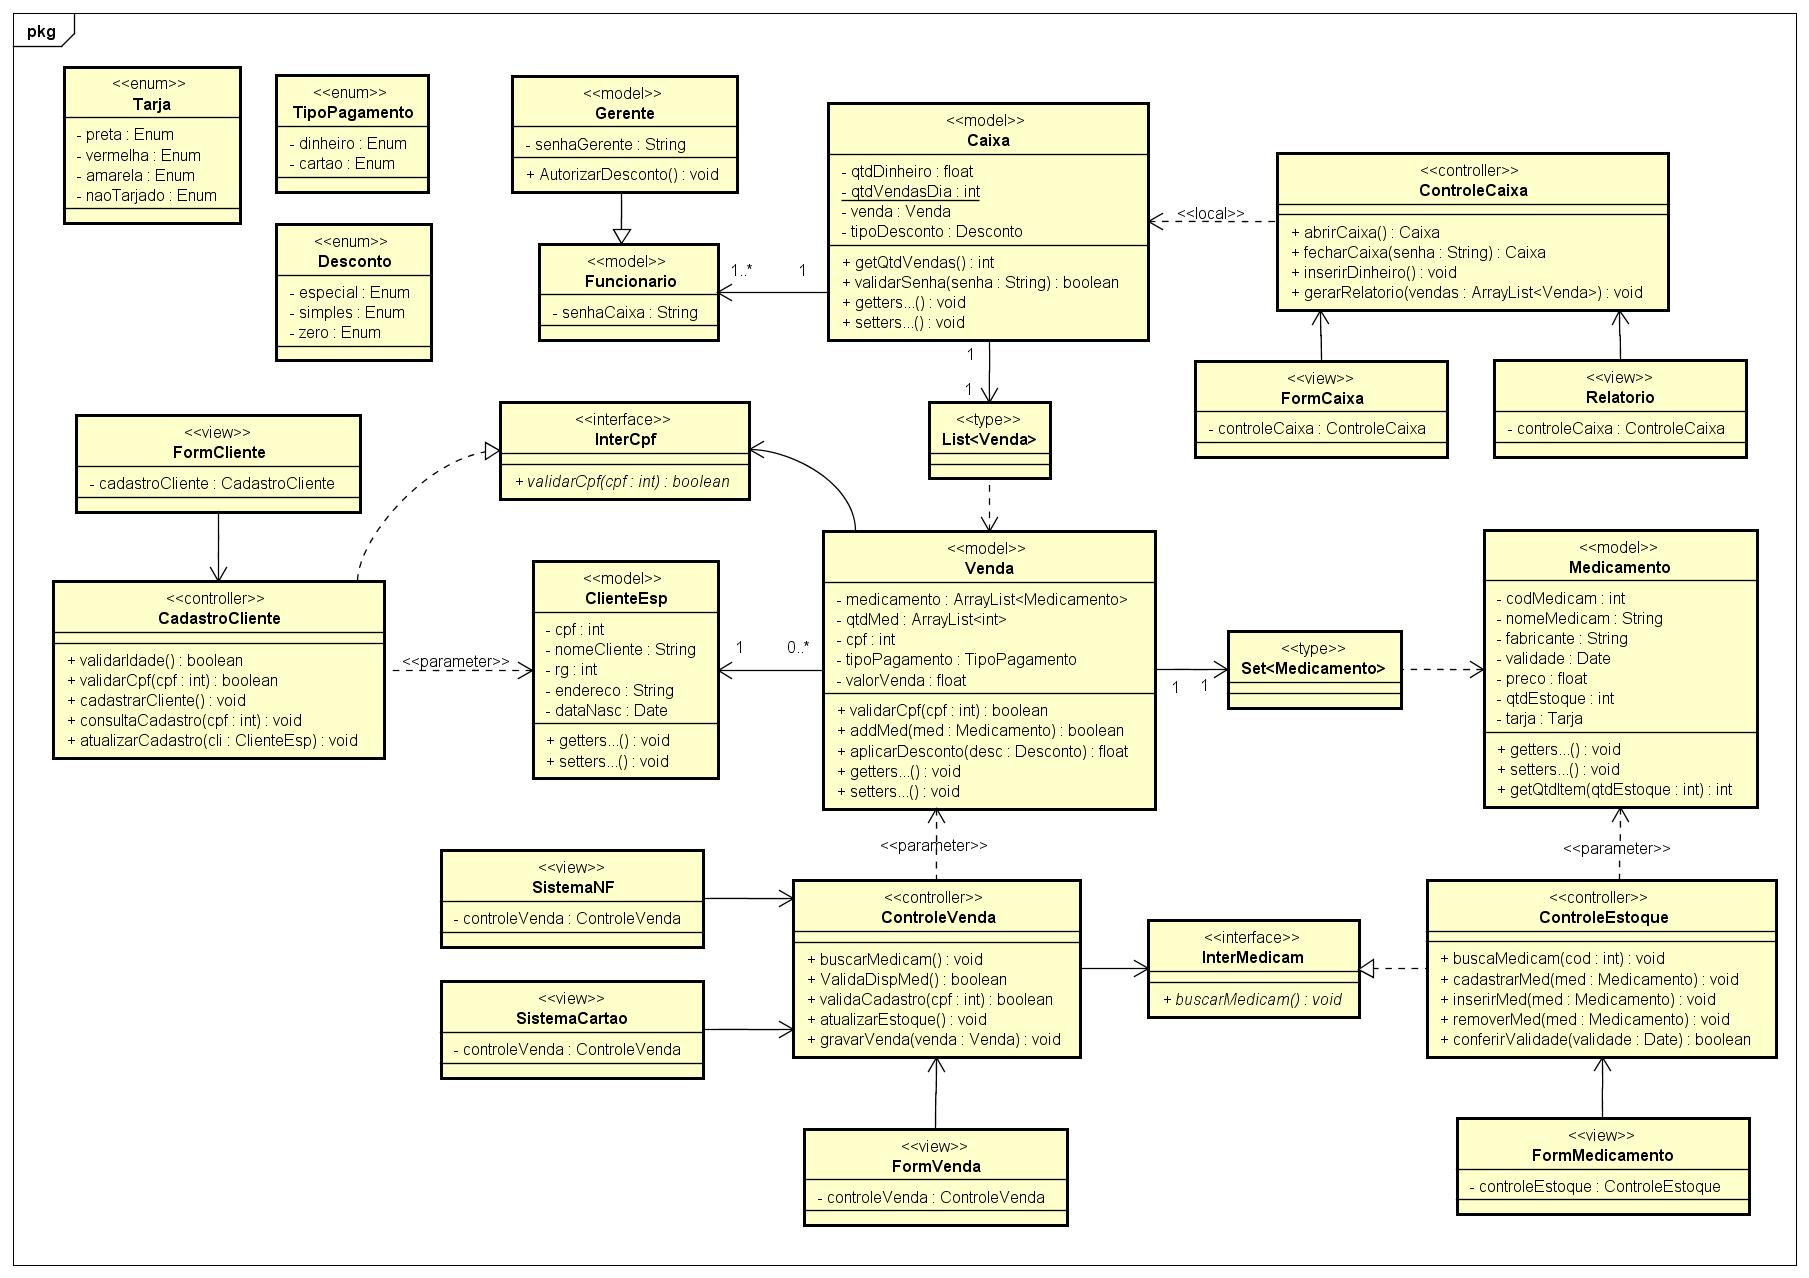 pkg
<<enum>>
Tarja
- preta : Enum
- vermelha : Enum
- amarela : Enum
- naoTarjado : Enum
<<enum>>
TipoPagamento
- dinheiro : Enum
- cartao : Enum
<<enum>>
Desconto
- especial : Enum
- simples : Enum
- zero : Enum
<<model>>
Gerente
- senhaGerente : String
+ AutorizarDesconto() : void
<<model>>
Funcionario
- senhaCaixa : String
1..*
1
<<model>>
Caixa
- qtdDinheiro : float
- qtdVendasDia : int
- venda : Venda
- tipoDesconto : Desconto
+ getQtdVendas() : int
+ validarSenha(senha : String) : boolean
+ getters...() : void
+ setters...() : void
<<local>>
<<controller>>
ControleCaixa
+ abrirCaixa() : Caixa
+ fecharCaixa(senha : String) : Caixa
+ inserirDinheiro() : void
+ gerarRelatorio(vendas : ArrayList<Venda>) : void
<<view>>
FormCaixa
- controleCaixa : ControleCaixa
<<view>>
Relatorio
- controleCaixa : ControleCaixa
1
1
<<type>>
List<Venda>
<<interface>>
InterCpf
+ validarCpf(cpf : int) : boolean
<<view>>
FormCliente
- cadastroCliente : CadastroCliente
<<controller>>
CadastroCliente
+ validarIdade() : boolean
+ validarCpf(cpf : int) : boolean
+ cadastrarCliente() : void
+ consultaCadastro(cpf : int) : void
+ atualizarCadastro(cli : ClienteEsp) : void
<<parameter>>
<<model>>
ClienteEsp
- cpf : int
- nomeCliente : String
- rg : int
- endereco : String
- dataNasc : Date
+ getters...() : void
+ setters...() : void
1
0..*
<<model>>
Venda
- medicamento : ArrayList<Medicamento>
- qtdMed : ArrayList<int>
- cpf : int
- tipoPagamento : TipoPagamento
- valorVenda : float
+ validarCpf(cpf : int) : boolean
+ addMed(med : Medicamento) : boolean
+ aplicarDesconto(desc : Desconto) : float
+ getters...() : void
+ setters...() : void
1
1
<<type>>
Set<Medicamento>
<<model>>
Medicamento
- codMedicam : int
- nomeMedicam : String
- fabricante : String
- validade : Date
- preco : float
- qtdEstoque : int
- tarja : Tarja
+ getters...() : void
+ setters...() : void
+ getQtdItem(qtdEstoque : int) : int
<<parameter>>
<<parameter>>
<<view>>
SistemaNF
- controleVenda : ControleVenda
<<view>>
SistemaCartao
- controleVenda : ControleVenda
<<controller>>
ControleVenda
+ buscarMedicam() : void
+ ValidaDispMed() : boolean
+ validaCadastro(cpf : int) : boolean
+ atualizarEstoque() : void
+ gravarVenda(venda : Venda) : void
<<interface>>
InterMedicam
+ buscarMedicam() : void
<<controller>>
ControleEstoque
+ buscaMedicam(cod : int) : void
+ cadastrarMed(med : Medicamento) : void
+ inserirMed(med : Medicamento) : void
+ removerMed(med : Medicamento) : void
+ conferirValidade(validade : Date) : boolean
<<view>>
FormVenda
- controleVenda : ControleVenda
<<view>>
FormMedicamento
- controleEstoque : ControleEstoque